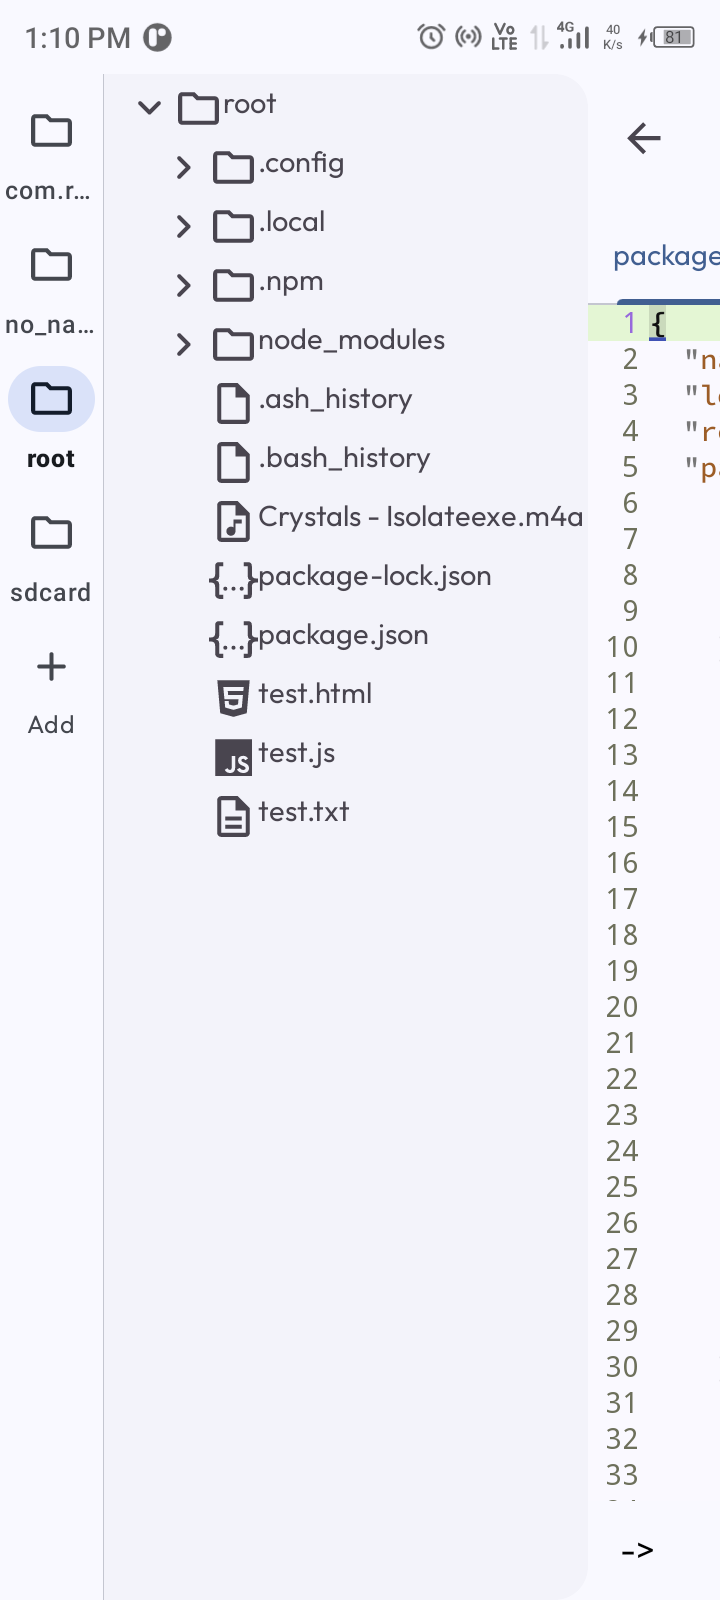 1:10 PM
Vo LTE
4G
40 K/s
81
com.r...
no_na...
root
sdcard
Add
root
.config
.local
.npm
node_modules
.ash_history
.bash_history
Crystals - Isolateexe.m4a
{...}package-lock.json
{...}package.json
test.html
JS test.js
test.txt
package
1 {
2 "na
3 "l
4 "r
5 "pa
6
7
8
9
10
11
12
13
14
15
16
17
18
19
20
21
22
23
24
25
26
27
28
29
30
31
32
33
->